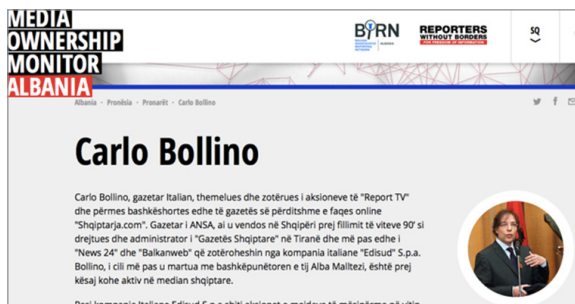 MEDIA
OWNERSHIP
MONITOR
ALBANIA
BIRN
REPORTERS
WITHOUT BORDERS
FOR FREEDOM OF INFORMATION
SQ
Albania · Pronësia · Pronarët · Carlo Bollino
Carlo Bollino
Carlo Bollino, gazetar Italian, themelues dhe zotërues i aksioneve të "Report TV"
dhe përmes bashkëshortes edhe të gazetës së përditshme e faqes online
"Shqiptarja.com". Gazetar i ANSA, ai u vendos në Shqipëri prej fillimit të viteve 90' si
drejtues dhe administrator i "Gazetës Shqiptare" në Tiranë dhe më pas edhe i
"News 24" dhe "Balkanweb" që zotëroheshin nga kompania italiane "Edisud" S.p.a.
Bollino, i cili më pas u martua me bashkëpunëtoren e tij Alba Malltezi, është prej
kësaj kohe aktiv në median shqiptare.